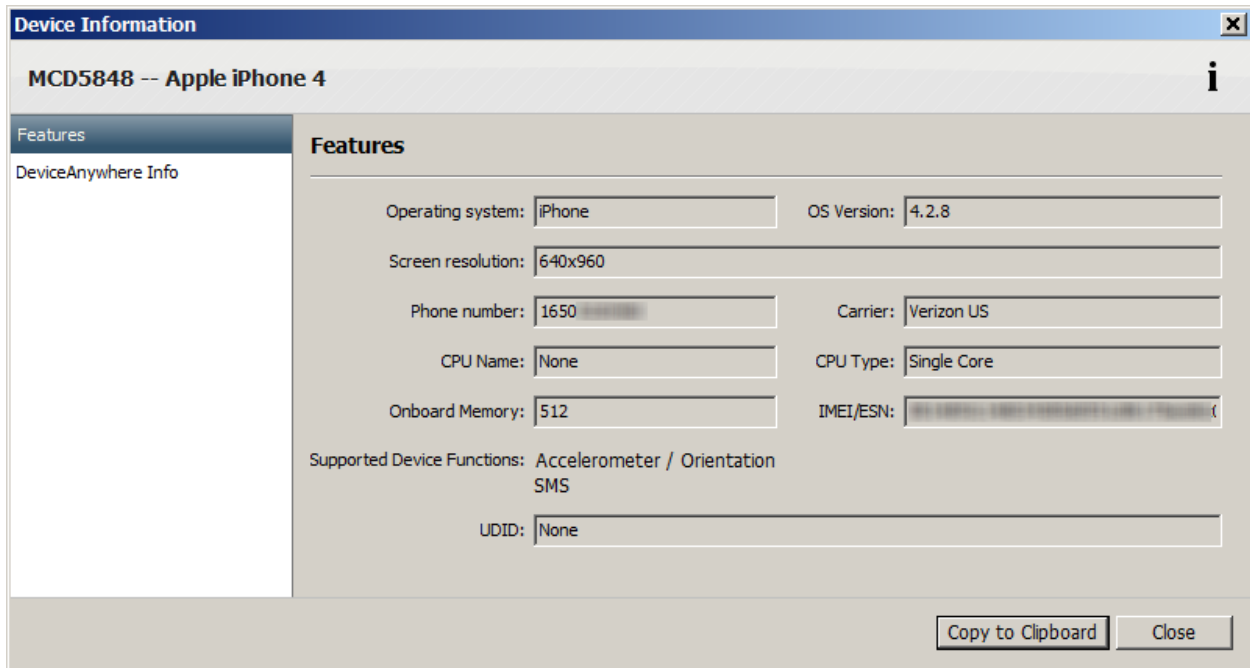 Device Information
MCD5848 -- Apple iPhone 4
Features
DeviceAnywhere Info
Features
Operating system: iPhone OS Version: 4.2.8
Screen resolution: 640x960
Phone number: 1650 Carrier: Verizon US
CPU Name: None CPU Type: Single Core
Onboard Memory: 512 IMEI/ESN:
Supported Device Functions: Accelerometer / Orientation
SMS
UDID: None
Copy to Clipboard Close